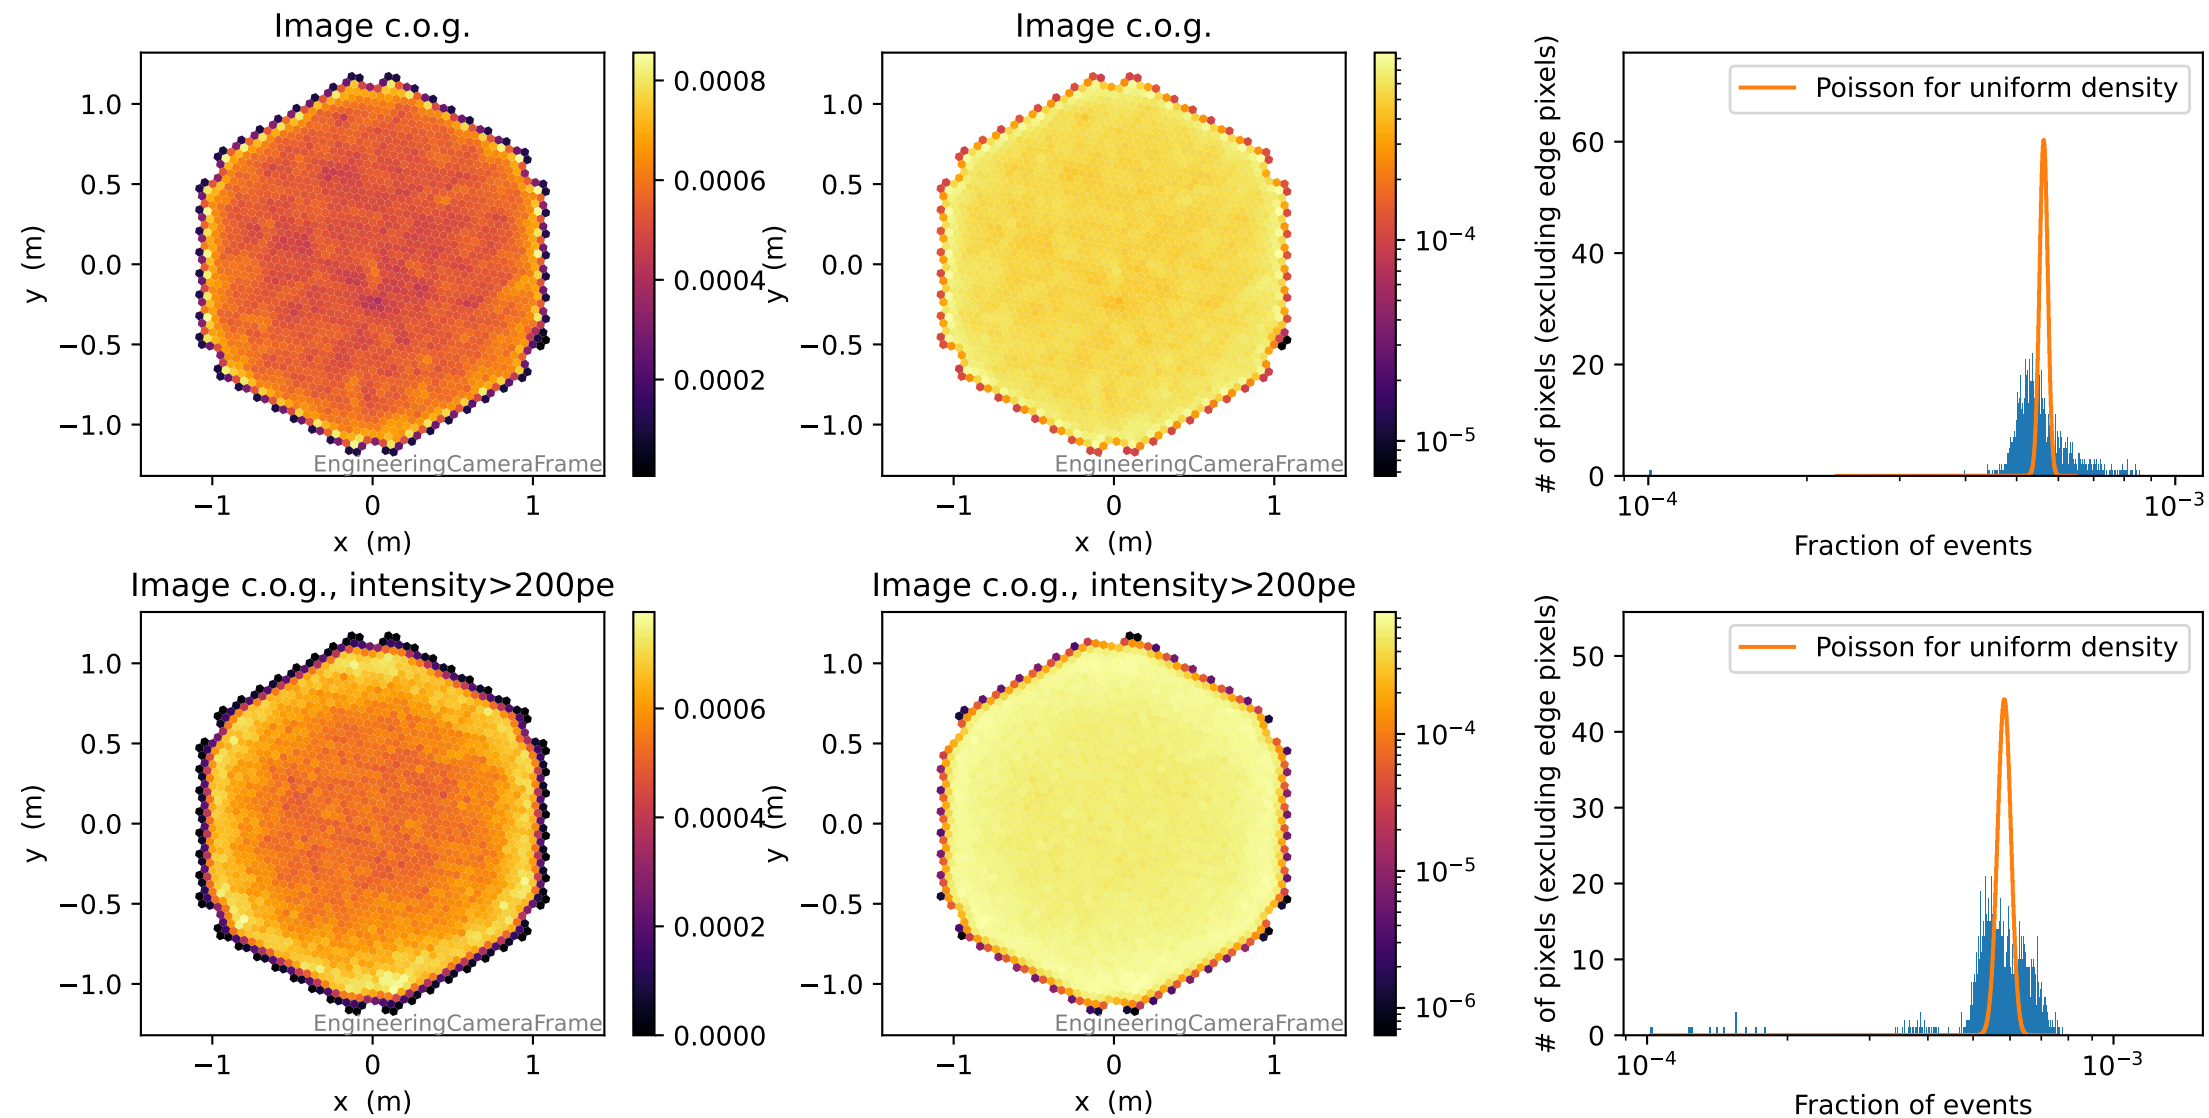 Image c.o.g.
1.0
0.5
0.0
−0.5
−1.0
y (m)
EngineeringCameraFrame
−1
0
1
x (m)
0.0008
0.0006
0.0004
0.0002
Image c.o.g.
1.0
0.5
0.0
−0.5
−1.0
y (m)
EngineeringCameraFrame
−1
0
1
x (m)
10⁻⁴
10⁻⁵
# of pixels (excluding edge pixels)
Poisson for uniform density
60
40
20
0
10⁻⁴
10⁻³
Fraction of events
Image c.o.g., intensity>200pe
1.0
0.5
0.0
−0.5
−1.0
y (m)
EngineeringCameraFrame
−1
0
1
x (m)
0.0006
0.0004
0.0002
0.0000
Image c.o.g., intensity>200pe
1.0
0.5
0.0
−0.5
−1.0
y (m)
EngineeringCameraFrame
−1
0
1
x (m)
10⁻⁴
10⁻⁵
10⁻⁶
# of pixels (excluding edge pixels)
Poisson for uniform density
50
40
30
20
10
0
10⁻⁴
10⁻³
Fraction of events